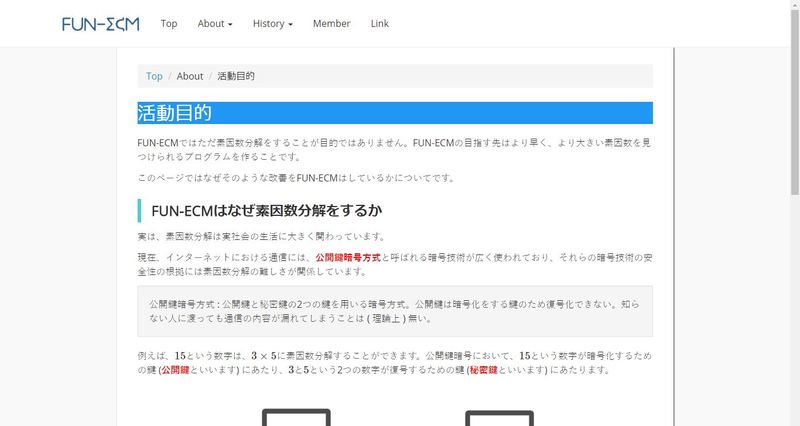 FUN-ΣCM Top About History Member Link
Top / About / 活動目的
活動目的
FUN-ECMではただ素因数分解をすることが目的ではありません。FUN-ECMの目指す先はより早く、より大きい素因数を見
つけられるプログラムを作ることです。
このページではなぜそのような改善をFUN-ECMはしているかについてです。
FUN-ECMはなぜ素因数分解をするか
実は、素因数分解は実社会の生活に大きく関わっています。
現在、インターネットにおける通信には、公開鍵暗号方式と呼ばれる暗号技術が広く使われており、それらの暗号技術の安
全性の根拠には素因数分解の難しさが関係しています。
公開鍵暗号方式 : 公開鍵と秘密鍵の2つの鍵を用いる暗号方式。公開鍵は暗号化をする鍵のため復号化できない。知ら
ない人に渡っても通信の内容が漏れてしまうことは ( 理論上 ) 無い。
例えば、15という数字は、3 × 5に素因数分解することができます。公開鍵暗号において、15という数字が暗号化するため
の鍵 (公開鍵といいます) にあたり、3と5という2つの数字が復号するための鍵 (秘密鍵といいます) にあたります。